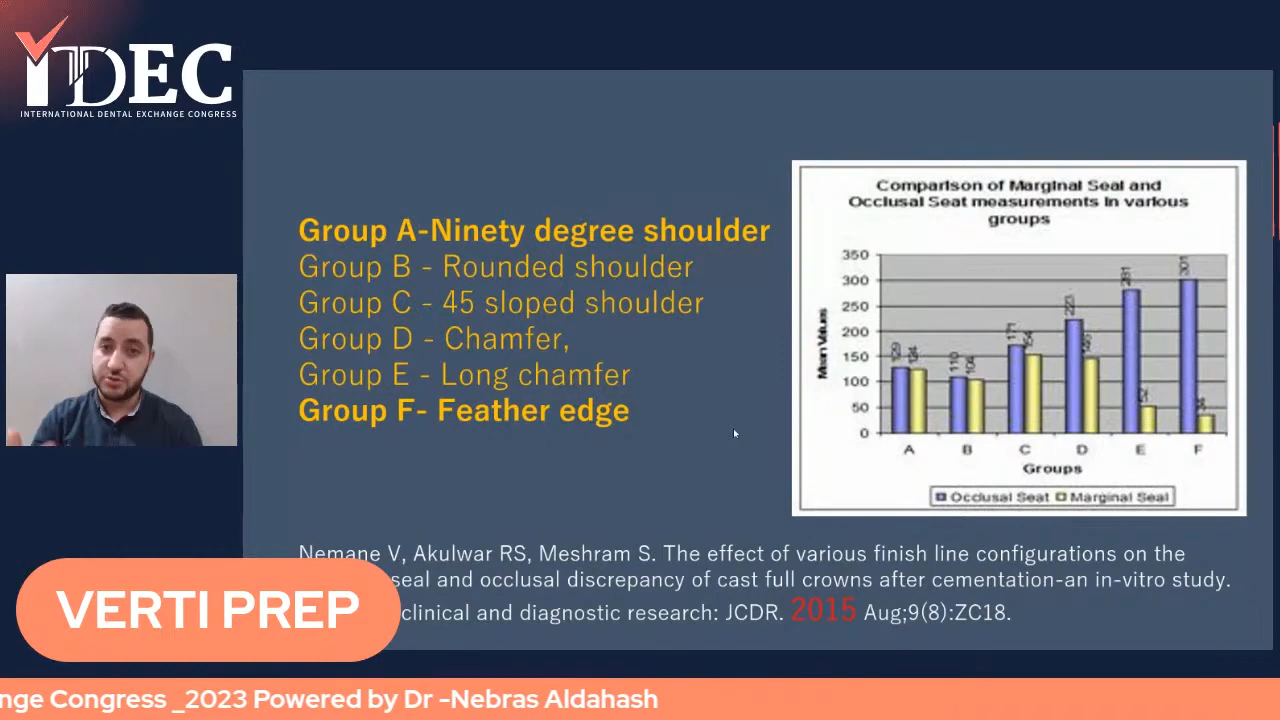 IDEC
INTERNATIONAL DENTAL EXCHANGE CONGRESS
Group A-Ninety degree shoulder
Group B - Rounded shoulder
Group C - 45 sloped shoulder
Group D - Chamfer,
Group E - Long chamfer
Group F- Feather edge
Comparison of Marginal Seal and
Occlusal Seat measurements in various
groups
Mean Values
350
300
250
200
150
100
50
0
129
124
110
104
171
154
223
281
52
301
34
A B C D E F
Groups
Occlusal Seat Marginal Seal
Nemane V, Akulwar RS, Meshram S. The effect of various finish line configurations on the
seal and occlusal discrepancy of cast full crowns after cementation-an in-vitro study.
clinical and diagnostic research: JCDR. 2015 Aug;9(8):ZC18.
VERTI PREP
nge Congress _2023 Powered by Dr -Nebras Aldahash